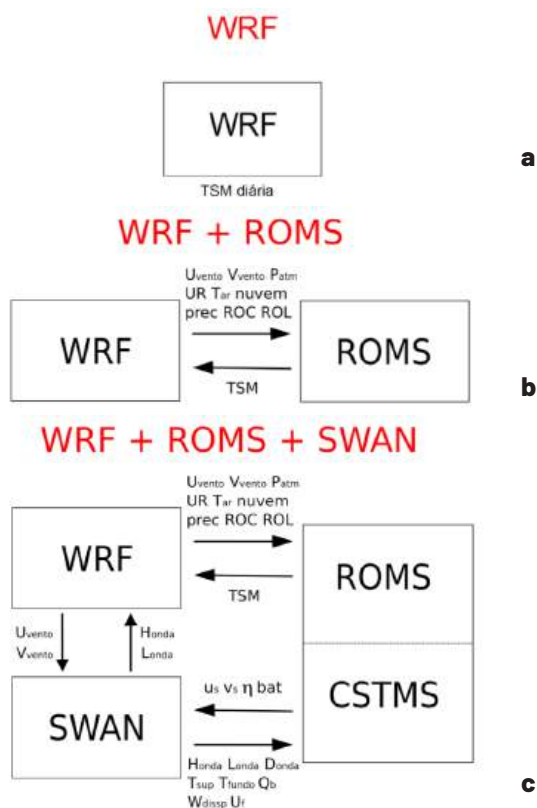 WRF
WRF
a
TSM diária
WRF + ROMS
Uvento Vvento Patm
UR Tar nuvem
prec ROC ROL
WRF
ROMS
TSM
b
WRF + ROMS + SWAN
Uvento Vvento Patm
UR Tar nuvem
prec ROC ROL
WRF
ROMS
TSM
Uvento
Vvento
Honda
Londa
us vs η bat
SWAN
CSTMS
Honda Londa Donda
Tsup Tfundo Qb
Wdissp Uf
c